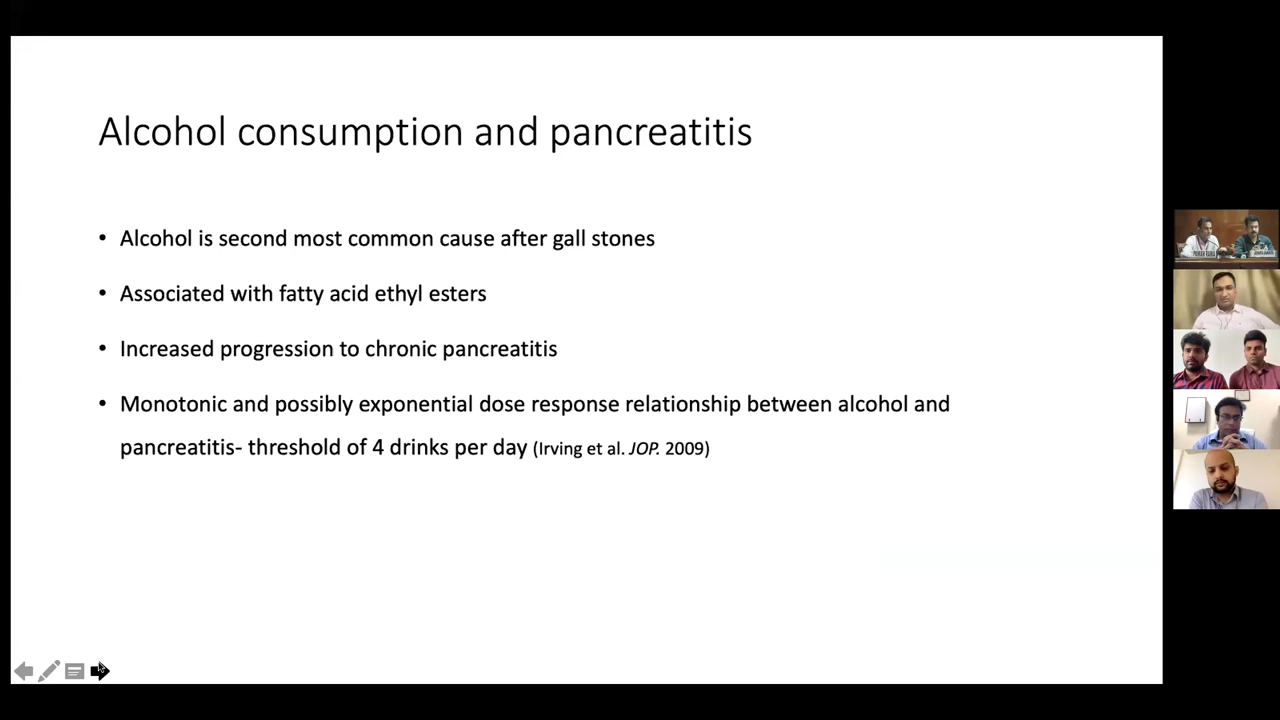 Alcohol consumption and pancreatitis
• Alcohol is second most common cause after gall stones
• Associated with fatty acid ethyl esters
• Increased progression to chronic pancreatitis
• Monotonic and possibly exponential dose response relationship between alcohol and
pancreatitis- threshold of 4 drinks per day (Irving et al. JOP. 2009)